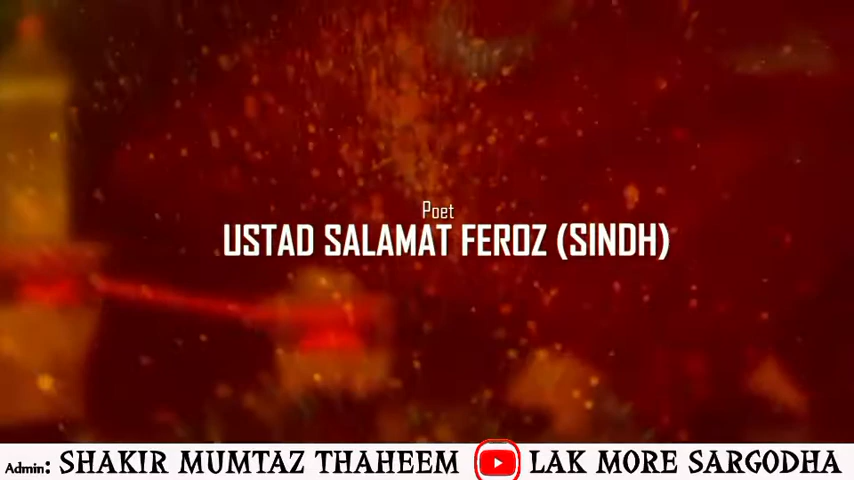 Poet
USTAD SALAMAT FEROZ (SINDH)
Admin: SHAKIR MUMTAZ THAHEEM LAK MORE SARGODHA